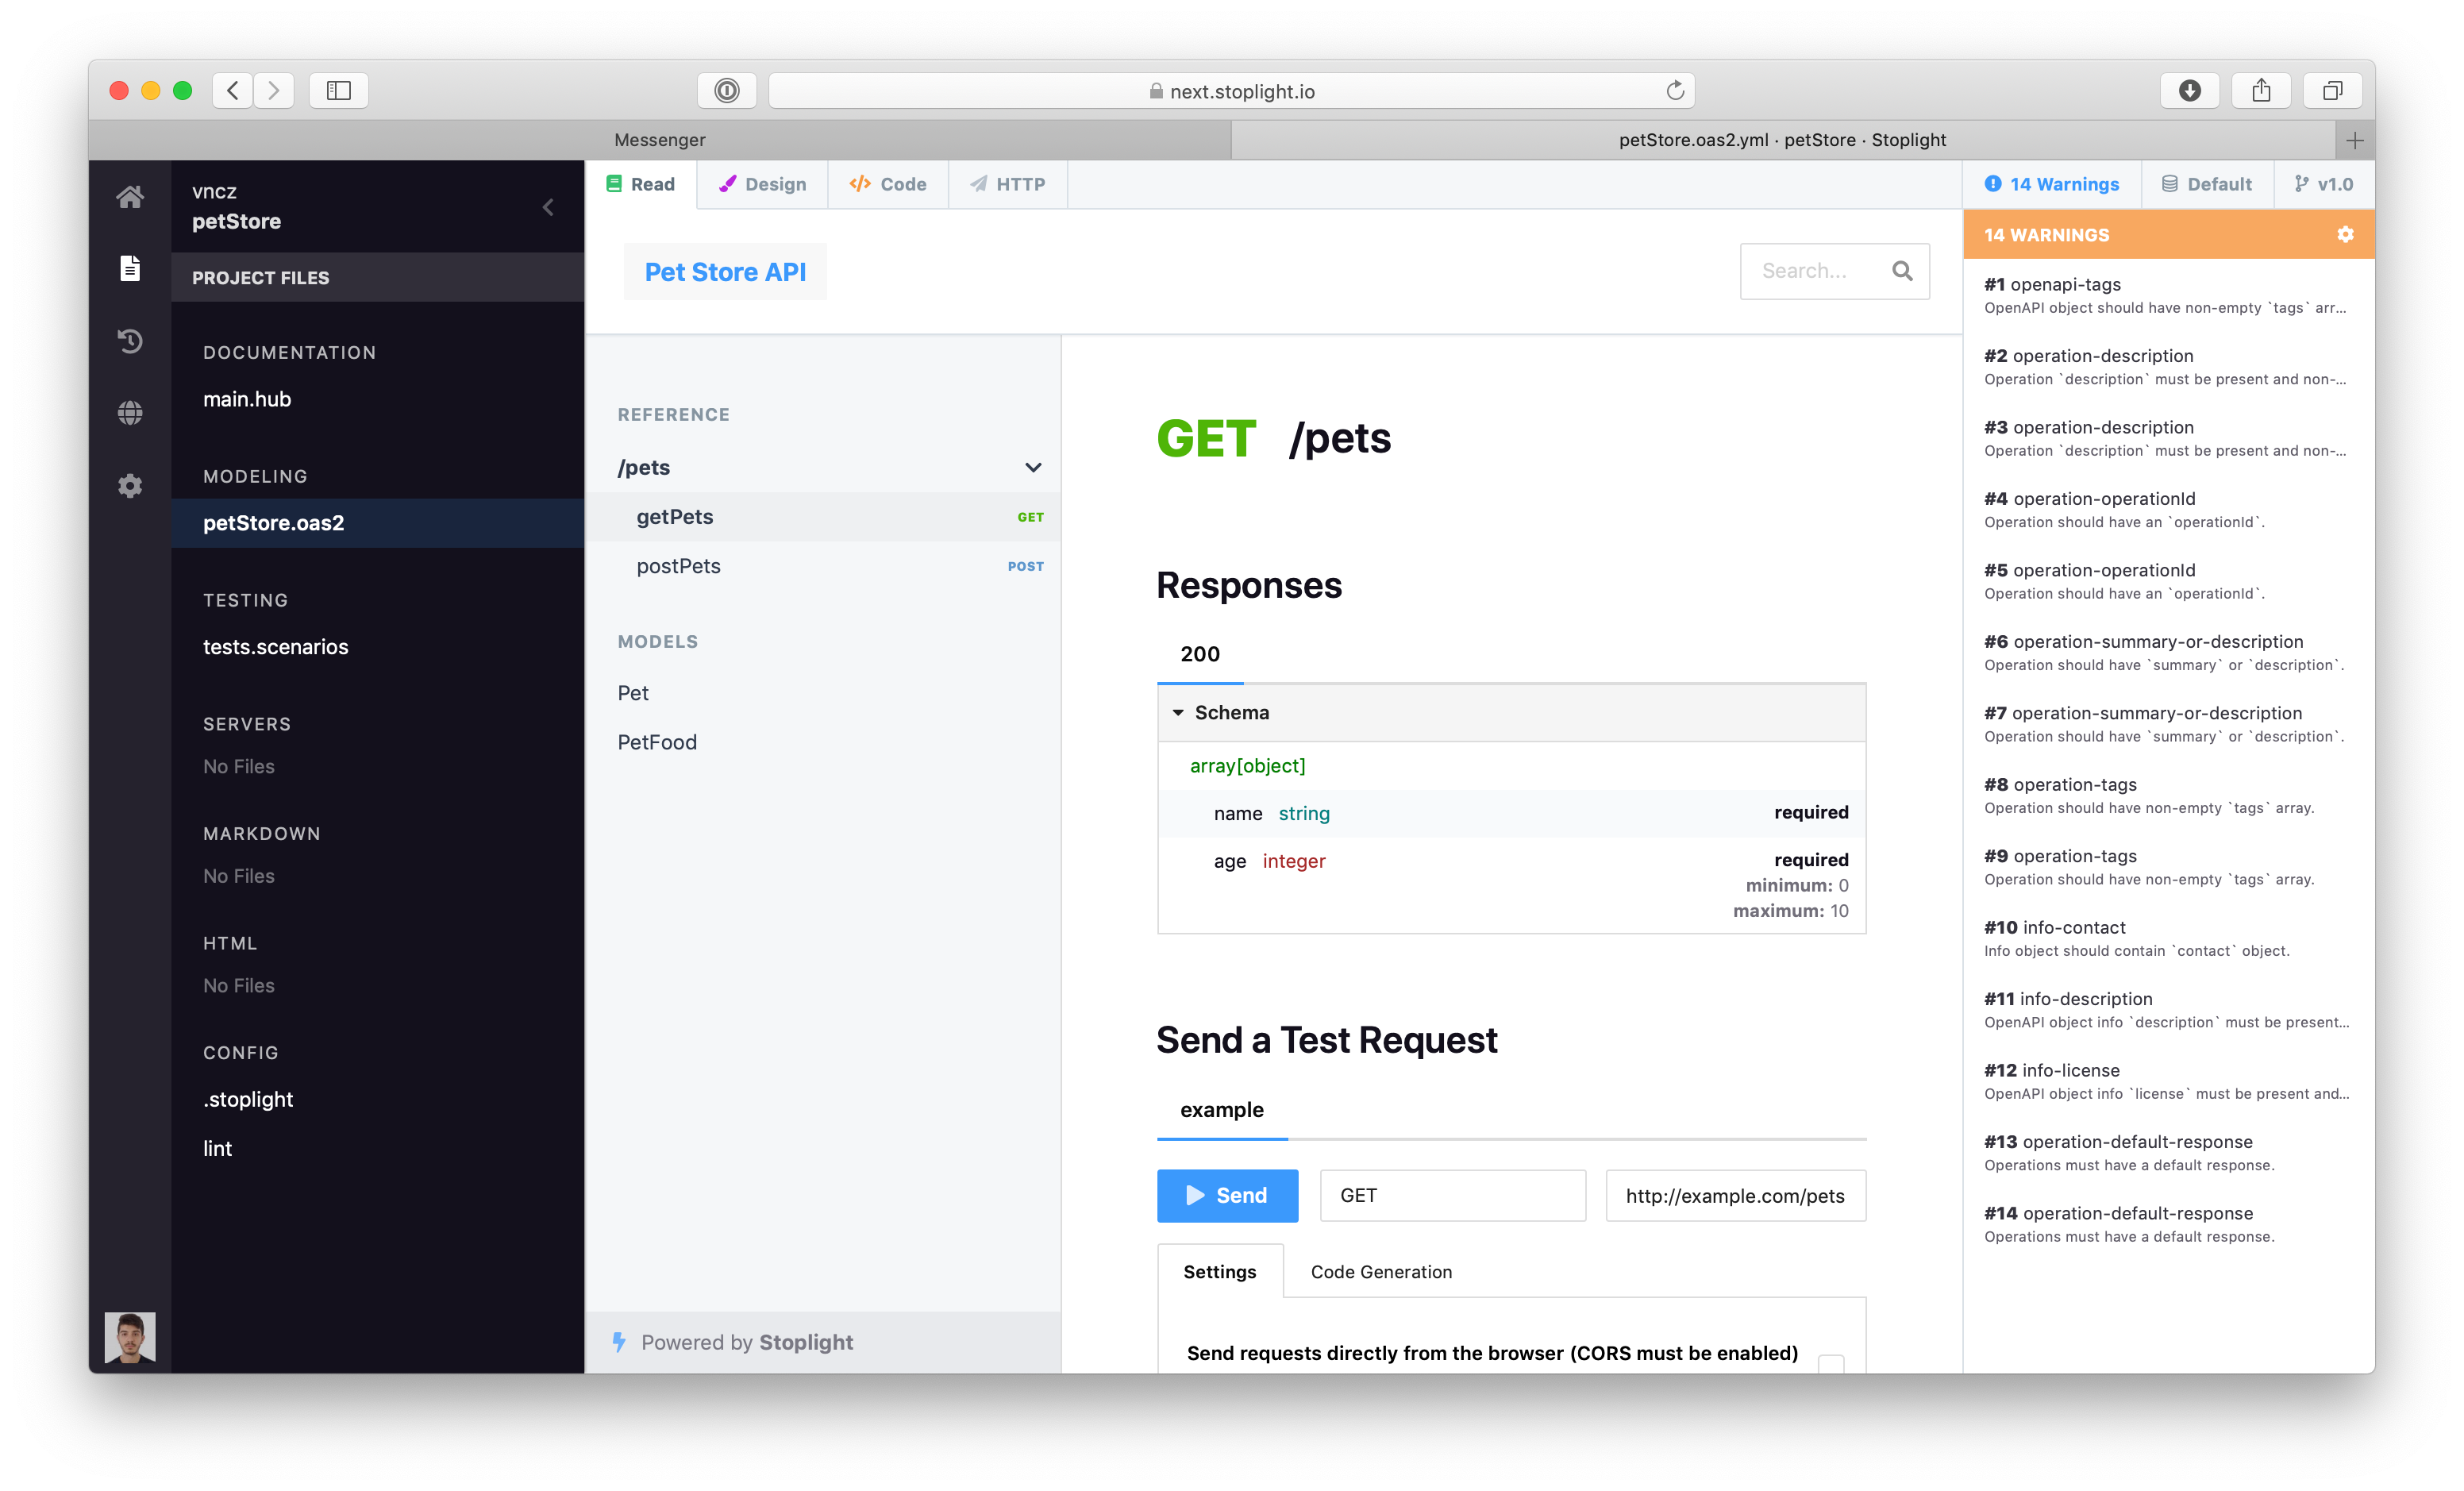 next.stoplight.io
Messenger
petStore.oas2.yml · petStore · Stoplight
vncz
petStore
PROJECT FILES
DOCUMENTATION
main.hub
MODELING
petStore.oas2
TESTING
tests.scenarios
SERVERS
No Files
MARKDOWN
No Files
HTML
No Files
CONFIG
.stoplight
lint
Read
Design
Code
HTTP
14 Warnings
Default
v1.0
Pet Store API
Search...
REFERENCE
/pets
getPets GET
postPets POST
MODELS
Pet
PetFood
Powered by Stoplight
GET /pets
Responses
200
Schema
array[object]
name string required
age integer required
minimum: 0
maximum: 10
Send a Test Request
example
Send
GET
http://example.com/pets
Settings
Code Generation
Send requests directly from the browser (CORS must be enabled)
14 WARNINGS
#1 openapi-tags
OpenAPI object should have non-empty `tags` arr...
#2 operation-description
Operation `description` must be present and non-...
#3 operation-description
Operation `description` must be present and non-...
#4 operation-operationId
Operation should have an `operationId`.
#5 operation-operationId
Operation should have an `operationId`.
#6 operation-summary-or-description
Operation should have `summary` or `description`.
#7 operation-summary-or-description
Operation should have `summary` or `description`.
#8 operation-tags
Operation should have non-empty `tags` array.
#9 operation-tags
Operation should have non-empty `tags` array.
#10 info-contact
Info object should contain `contact` object.
#11 info-description
OpenAPI object info `description` must be present...
#12 info-license
OpenAPI object info `license` must be present and...
#13 operation-default-response
Operations must have a default response.
#14 operation-default-response
Operations must have a default response.